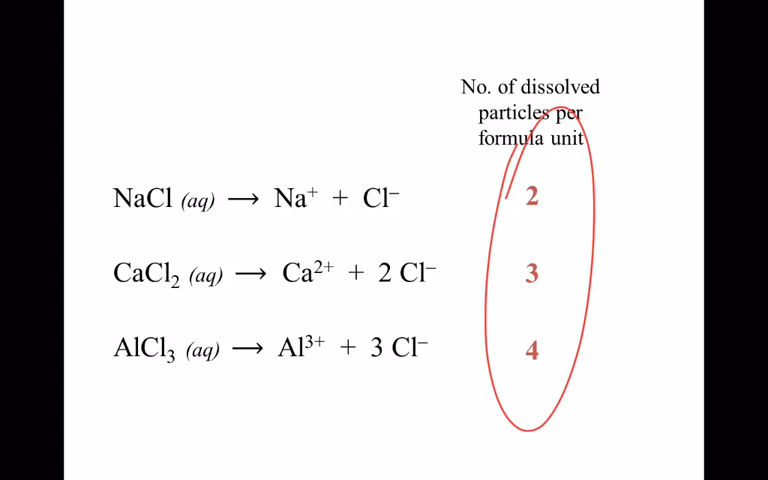 No. of dissolved
particles per
formula unit
NaCl (aq) ⟶ Na⁺ + Cl⁻ 2
CaCl₂ (aq) ⟶ Ca²⁺ + 2 Cl⁻ 3
AlCl₃ (aq) ⟶ Al³⁺ + 3 Cl⁻ 4